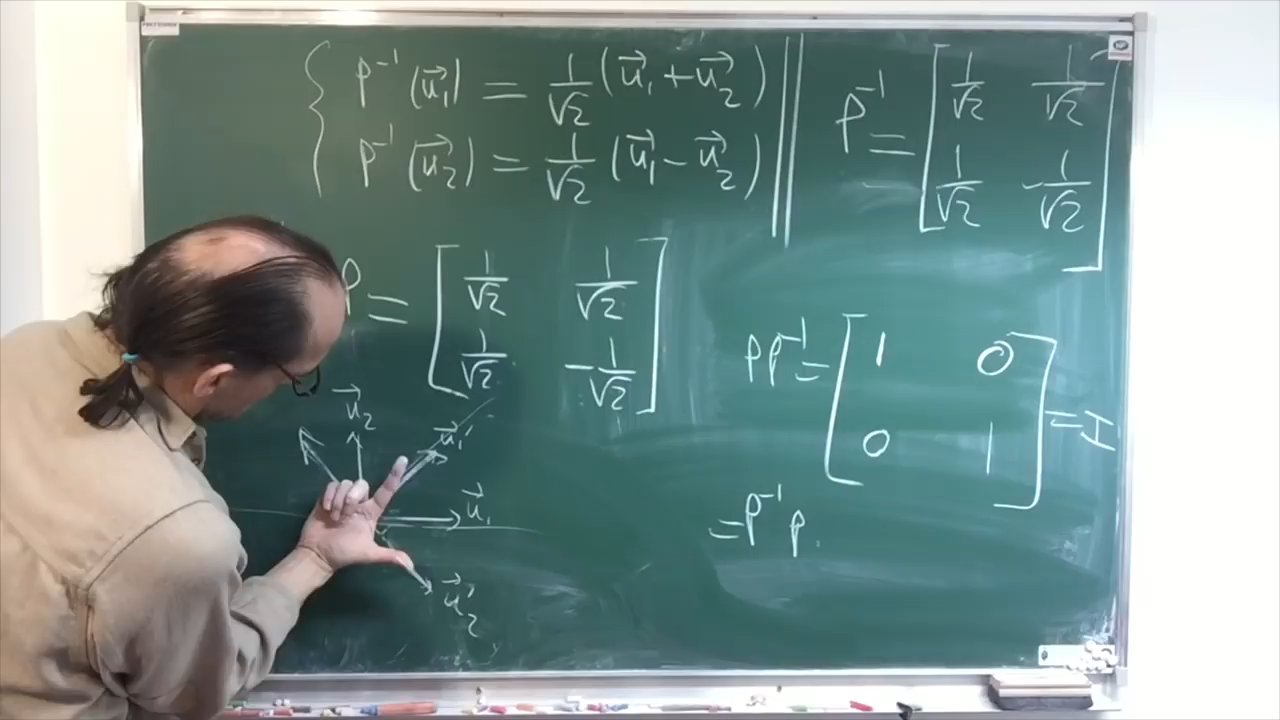 { P⁻¹(u⃗₁) = 1/√2 (u⃗₁ + u⃗₂)
P⁻¹(u⃗₂) = 1/√2 (u⃗₁ − u⃗₂)
P⁻¹ = [ 1/√2 1/√2
1/√2 −1/√2 ]
P = [ 1/√2 1/√2
1/√2 −1/√2 ]
PP⁻¹ = [ 1 0
0 1 ] = I
= P⁻¹ P.
u⃗₂
u⃗₁′
u⃗₁
u⃗₂′